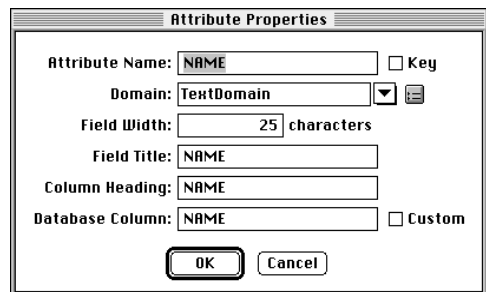 Attribute Properties
Attribute Name: NAME Key
Domain: TextDomain
Field Width: 25 characters
Field Title: NAME
Column Heading: NAME
Database Column: NAME Custom
OK Cancel